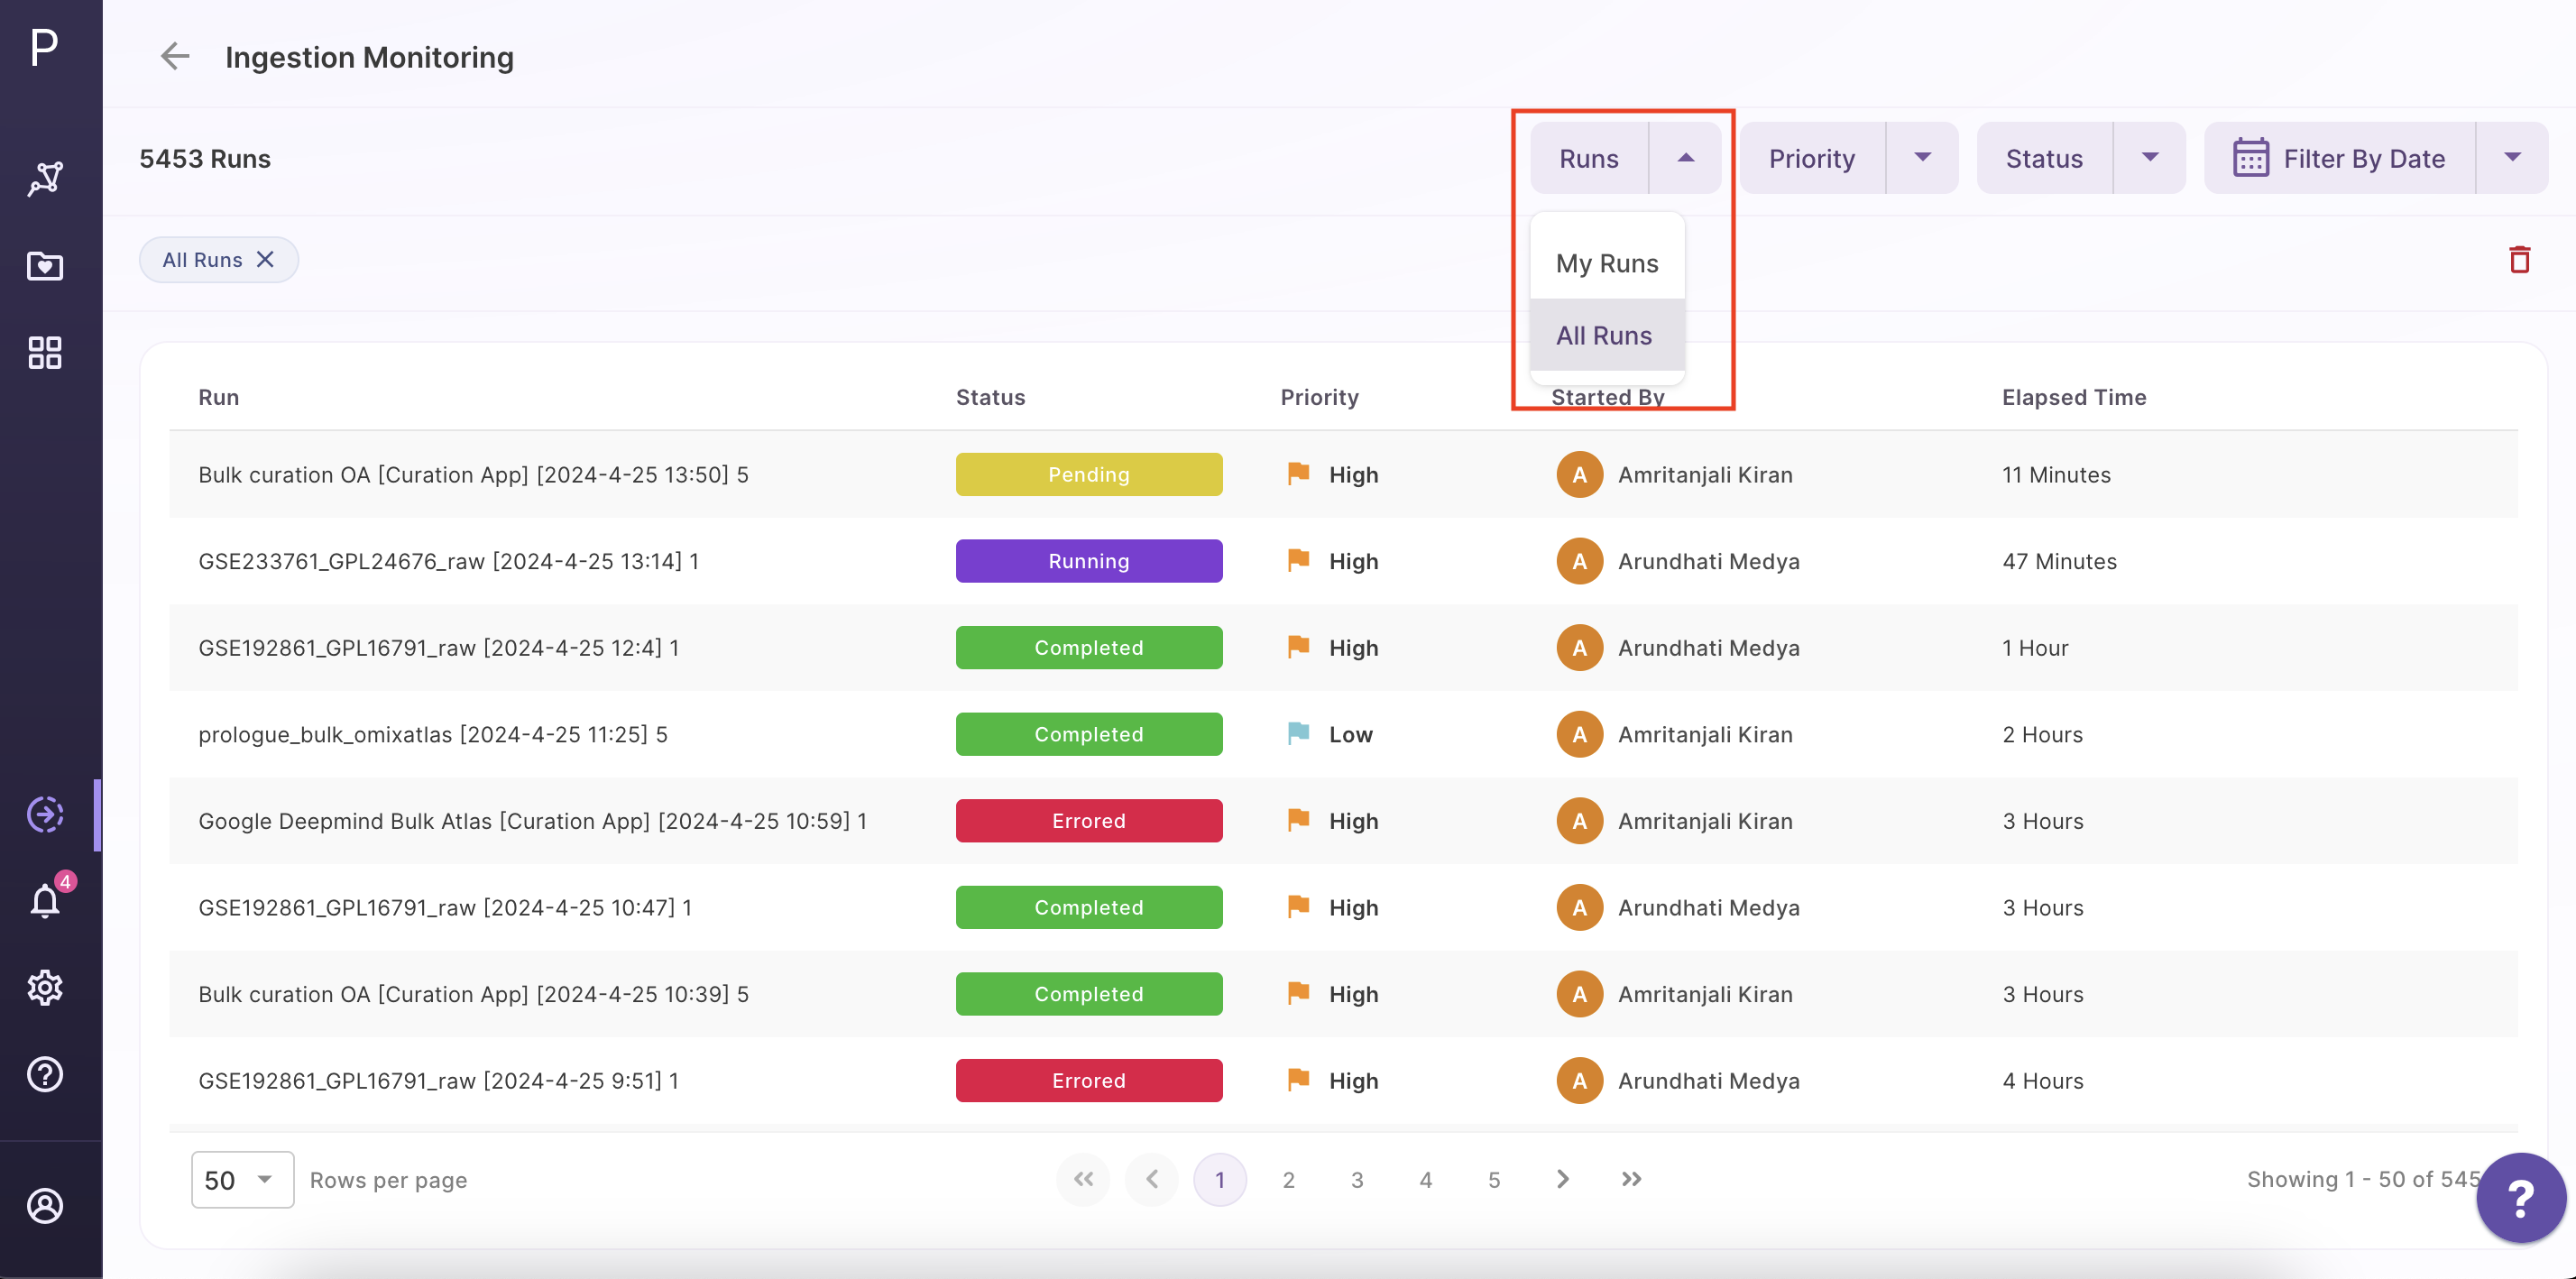 P
Ingestion Monitoring
5453 Runs
Runs
Priority
Status
Filter By Date
All Runs
My Runs
All Runs
Run Status Priority Started By Elapsed Time
Bulk curation OA [Curation App] [2024-4-25 13:50] 5 Pending High A Amritanjali Kiran 11 Minutes
GSE233761_GPL24676_raw [2024-4-25 13:14] 1 Running High A Arundhati Medya 47 Minutes
GSE192861_GPL16791_raw [2024-4-25 12:4] 1 Completed High A Arundhati Medya 1 Hour
prologue_bulk_omixatlas [2024-4-25 11:25] 5 Completed Low A Amritanjali Kiran 2 Hours
Google Deepmind Bulk Atlas [Curation App] [2024-4-25 10:59] 1 Errored High A Amritanjali Kiran 3 Hours
4
GSE192861_GPL16791_raw [2024-4-25 10:47] 1 Completed High A Arundhati Medya 3 Hours
Bulk curation OA [Curation App] [2024-4-25 10:39] 5 Completed High A Amritanjali Kiran 3 Hours
GSE192861_GPL16791_raw [2024-4-25 9:51] 1 Errored High A Arundhati Medya 4 Hours
50 Rows per page 1 2 3 4 5 Showing 1 - 50 of 545
?